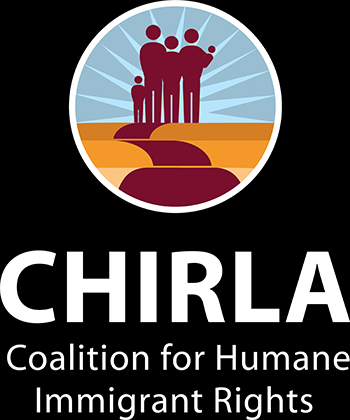 CHIRLA
Coalition for Humane
Immigrant Rights